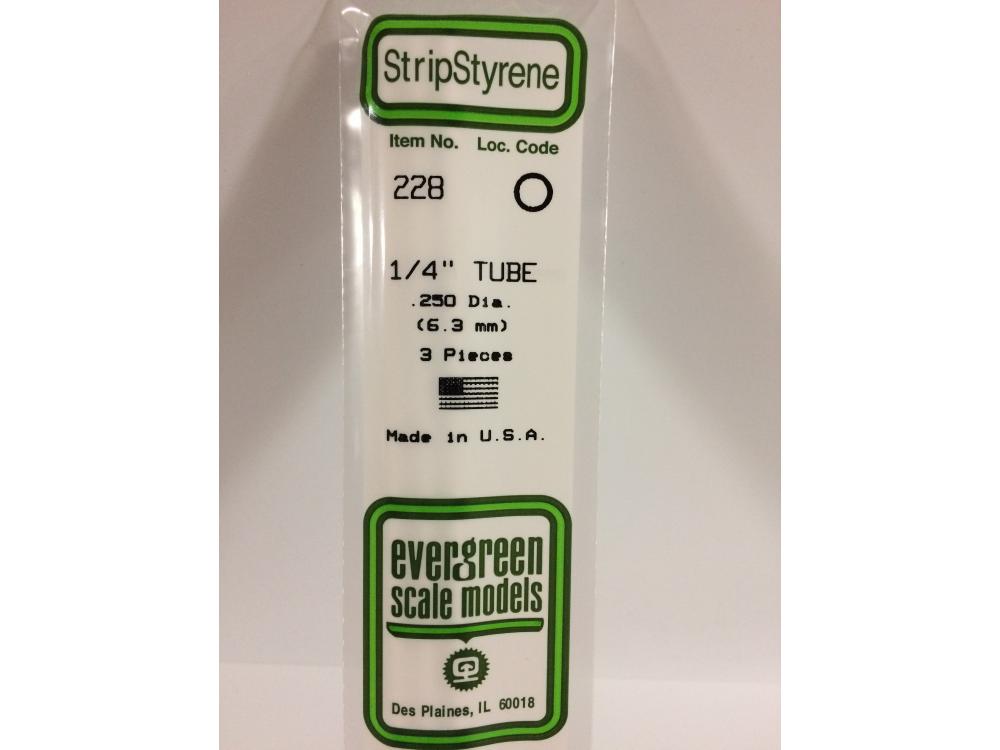 StripStyrene
Item No. Loc. Code
228
1/4" TUBE
.250 Dia.
(6.3 mm)
3 Pieces
Made in U.S.A.
evergreen
scale models
Des Plaines, IL 60018